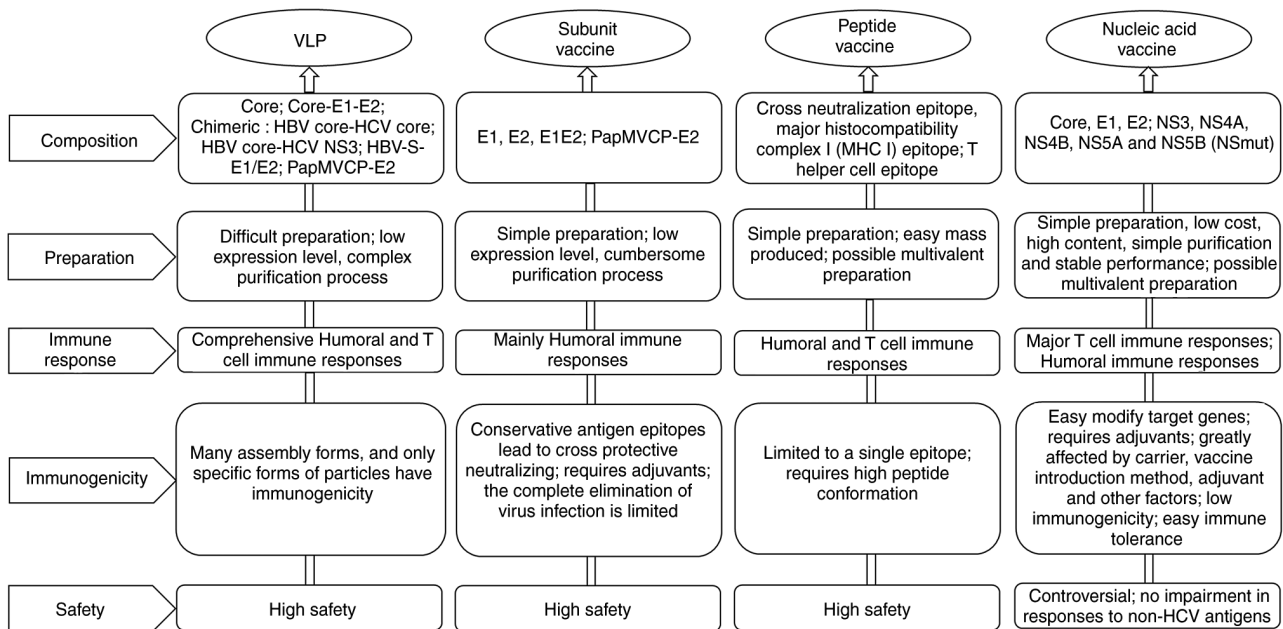 VLP
Subunit
vaccine
Peptide
vaccine
Nucleic acid
vaccine
Composition
Core; Core-E1-E2;
Chimeric : HBV core-HCV core;
HBV core-HCV NS3; HBV-S-
E1/E2; PapMVCP-E2
E1, E2, E1E2; PapMVCP-E2
Cross neutralization epitope,
major histocompatibility
complex I (MHC I) epitope; T
helper cell epitope
Core, E1, E2; NS3, NS4A,
NS4B, NS5A and NS5B (NSmut)
Preparation
Difficult preparation; low
expression level, complex
purification process
Simple preparation; low
expression level, cumbersome
purification process
Simple preparation; easy mass
produced; possible multivalent
preparation
Simple preparation, low cost,
high content, simple purification
and stable performance; possible
multivalent preparation
Immune
response
Comprehensive Humoral and T
cell immune responses
Mainly Humoral immune
responses
Humoral and T cell immune
responses
Major T cell immune responses;
Humoral immune responses
Immunogenicity
Many assembly forms, and only
specific forms of particles have
immunogenicity
Conservative antigen epitopes
lead to cross protective
neutralizing; requires adjuvants;
the complete elimination of
virus infection is limited
Limited to a single epitope;
requires high peptide
conformation
Easy modify target genes;
requires adjuvants; greatly
affected by carrier, vaccine
introduction method, adjuvant
and other factors; low
immunogenicity; easy immune
tolerance
Safety
High safety
High safety
High safety
Controversial; no impairment in
responses to non-HCV antigens